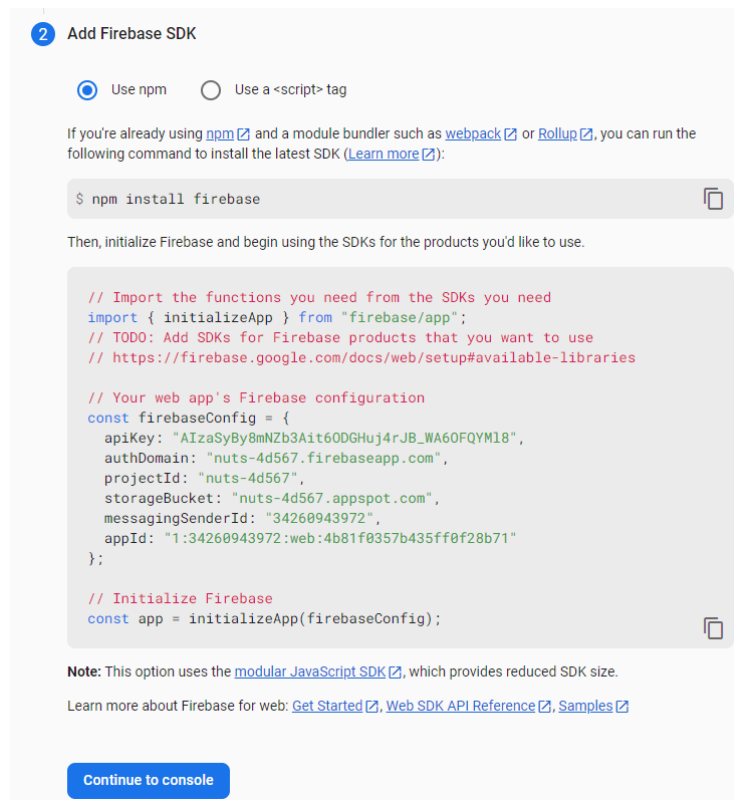 2 Add Firebase SDK
Use npm Use a <script> tag
If you're already using npm and a module bundler such as webpack or Rollup, you can run the
following command to install the latest SDK (Learn more):
$ npm install firebase
Then, initialize Firebase and begin using the SDKs for the products you'd like to use.
// Import the functions you need from the SDKs you need
import { initializeApp } from "firebase/app";
// TODO: Add SDKs for Firebase products that you want to use
// https://firebase.google.com/docs/web/setup#available-libraries
// Your web app's Firebase configuration
const firebaseConfig = {
apiKey: "AIzaSyBy8mNZb3Ait6ODGHuj4rJB_WA6OFQYMl8",
authDomain: "nuts-4d567.firebaseapp.com",
projectId: "nuts-4d567",
storageBucket: "nuts-4d567.appspot.com",
messagingSenderId: "34260943972",
appId: "1:34260943972:web:4b81f0357b435ff0f28b71"
};
// Initialize Firebase
const app = initializeApp(firebaseConfig);
Note: This option uses the modular JavaScript SDK, which provides reduced SDK size.
Learn more about Firebase for web: Get Started, Web SDK API Reference, Samples
Continue to console